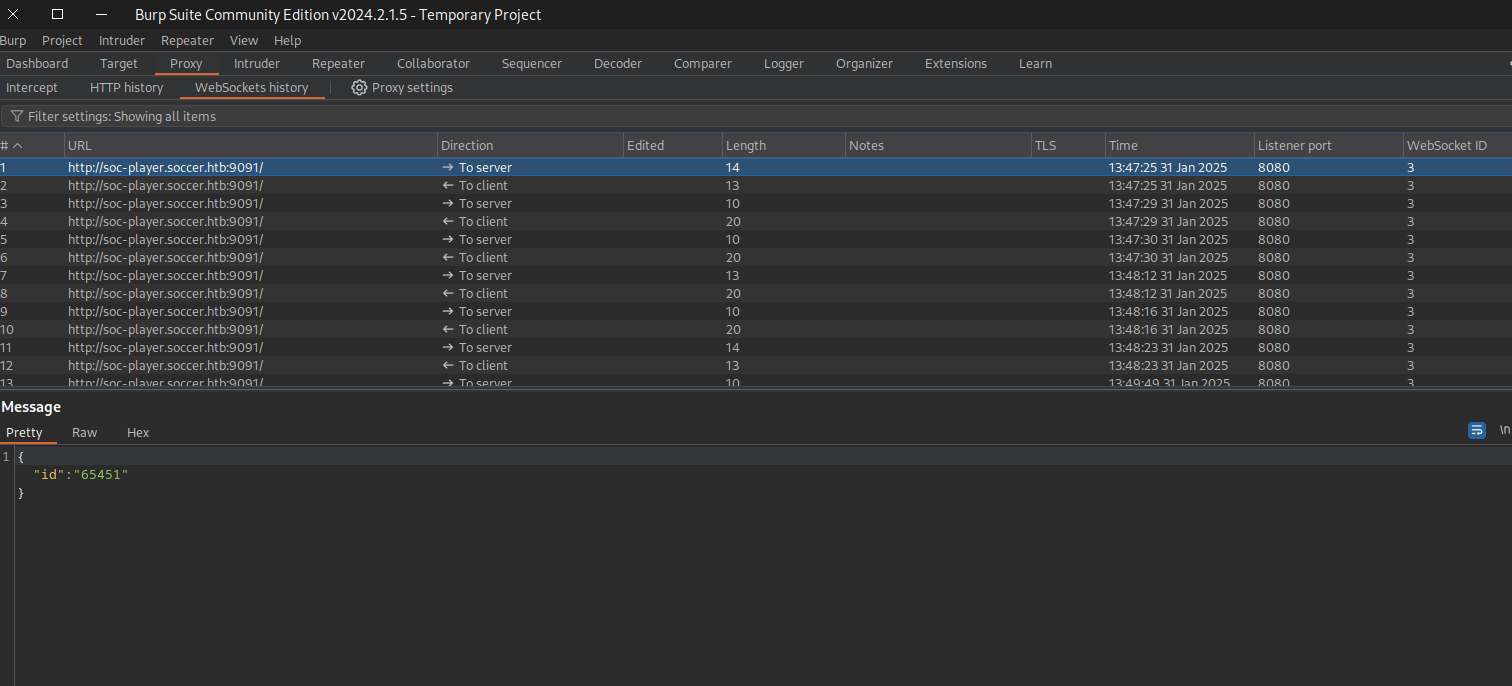 Burp Suite Community Edition v2024.2.1.5 - Temporary Project
Burp Project Intruder Repeater View Help
Dashboard Target Proxy Intruder Repeater Collaborator Sequencer Decoder Comparer Logger Organizer Extensions Learn
Intercept HTTP history WebSockets history Proxy settings
Filter settings: Showing all items
# URL Direction Edited Length Notes TLS Time Listener port WebSocket ID
1 http://soc-player.soccer.htb:9091/ → To server 14 13:47:25 31 Jan 2025 8080 3
2 http://soc-player.soccer.htb:9091/ ← To client 13 13:47:25 31 Jan 2025 8080 3
3 http://soc-player.soccer.htb:9091/ → To server 10 13:47:29 31 Jan 2025 8080 3
4 http://soc-player.soccer.htb:9091/ ← To client 20 13:47:29 31 Jan 2025 8080 3
5 http://soc-player.soccer.htb:9091/ → To server 10 13:47:30 31 Jan 2025 8080 3
6 http://soc-player.soccer.htb:9091/ ← To client 20 13:47:30 31 Jan 2025 8080 3
7 http://soc-player.soccer.htb:9091/ → To server 13 13:48:12 31 Jan 2025 8080 3
8 http://soc-player.soccer.htb:9091/ ← To client 20 13:48:12 31 Jan 2025 8080 3
9 http://soc-player.soccer.htb:9091/ → To server 10 13:48:16 31 Jan 2025 8080 3
10 http://soc-player.soccer.htb:9091/ ← To client 20 13:48:16 31 Jan 2025 8080 3
11 http://soc-player.soccer.htb:9091/ → To server 14 13:48:23 31 Jan 2025 8080 3
12 http://soc-player.soccer.htb:9091/ ← To client 13 13:48:23 31 Jan 2025 8080 3
13 http://soc-player.soccer.htb:9091/ → To server 10 13:49:49 31 Jan 2025 8080 3
Message
Pretty Raw Hex \n
1 {
"id":"65451"
}